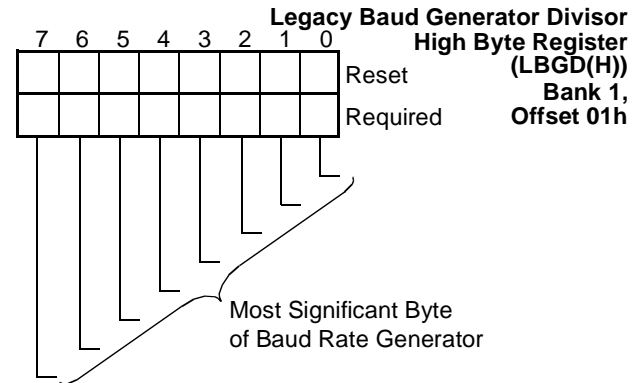 Legacy Baud Generator Divisor
High Byte Register
(LBGD(H))
Bank 1,
Offset 01h
7 6 5 4 3 2 1 0
Reset
Required
Most Significant Byte
of Baud Rate Generator